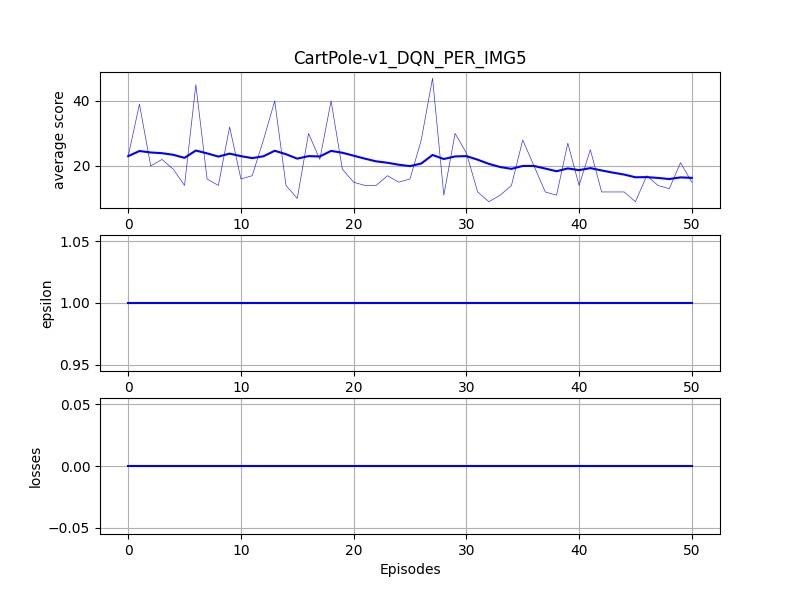 CartPole-v1_DQN_PER_IMG5
average score
40
20
0 10 20 30 40 50
epsilon
1.05
1.00
0.95
0 10 20 30 40 50
losses
0.05
0.00
−0.05
0 10 20 30 40 50
Episodes